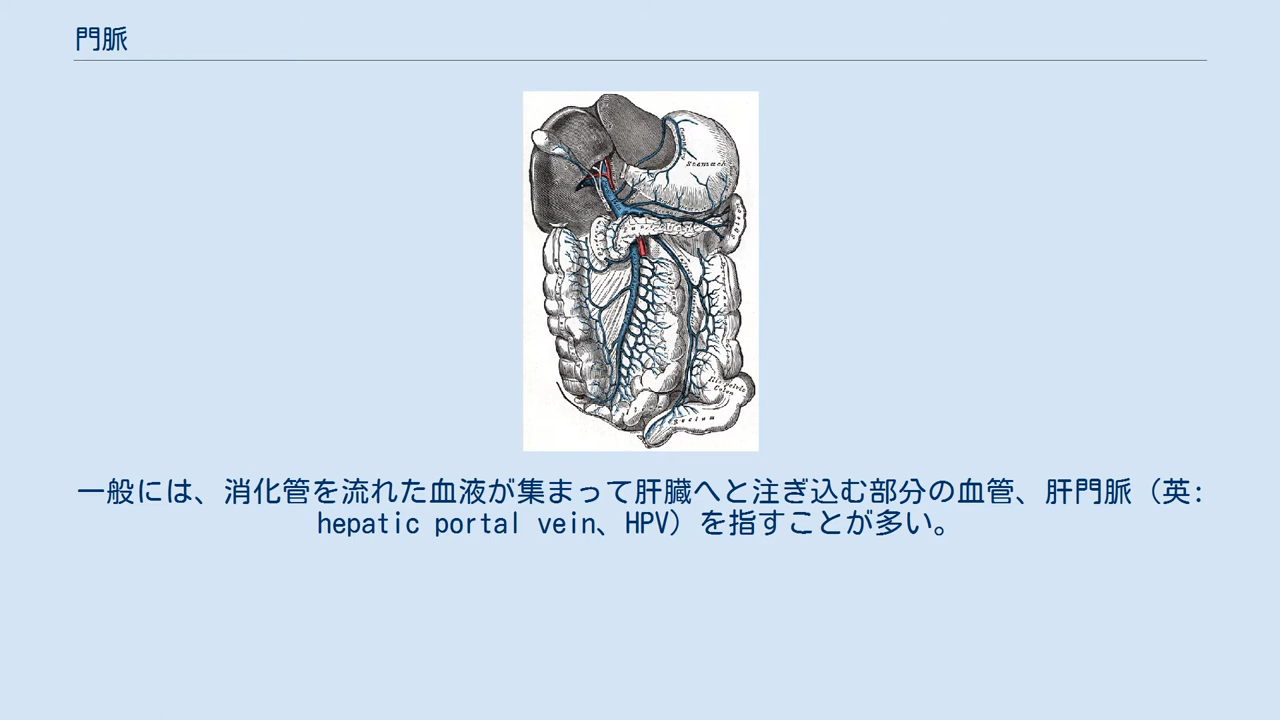 門脈
Stomach
一般には、消化管を流れた血液が集まって肝臓へと注ぎ込む部分の血管、肝門脈（英:
hepatic portal vein、HPV）を指すことが多い。